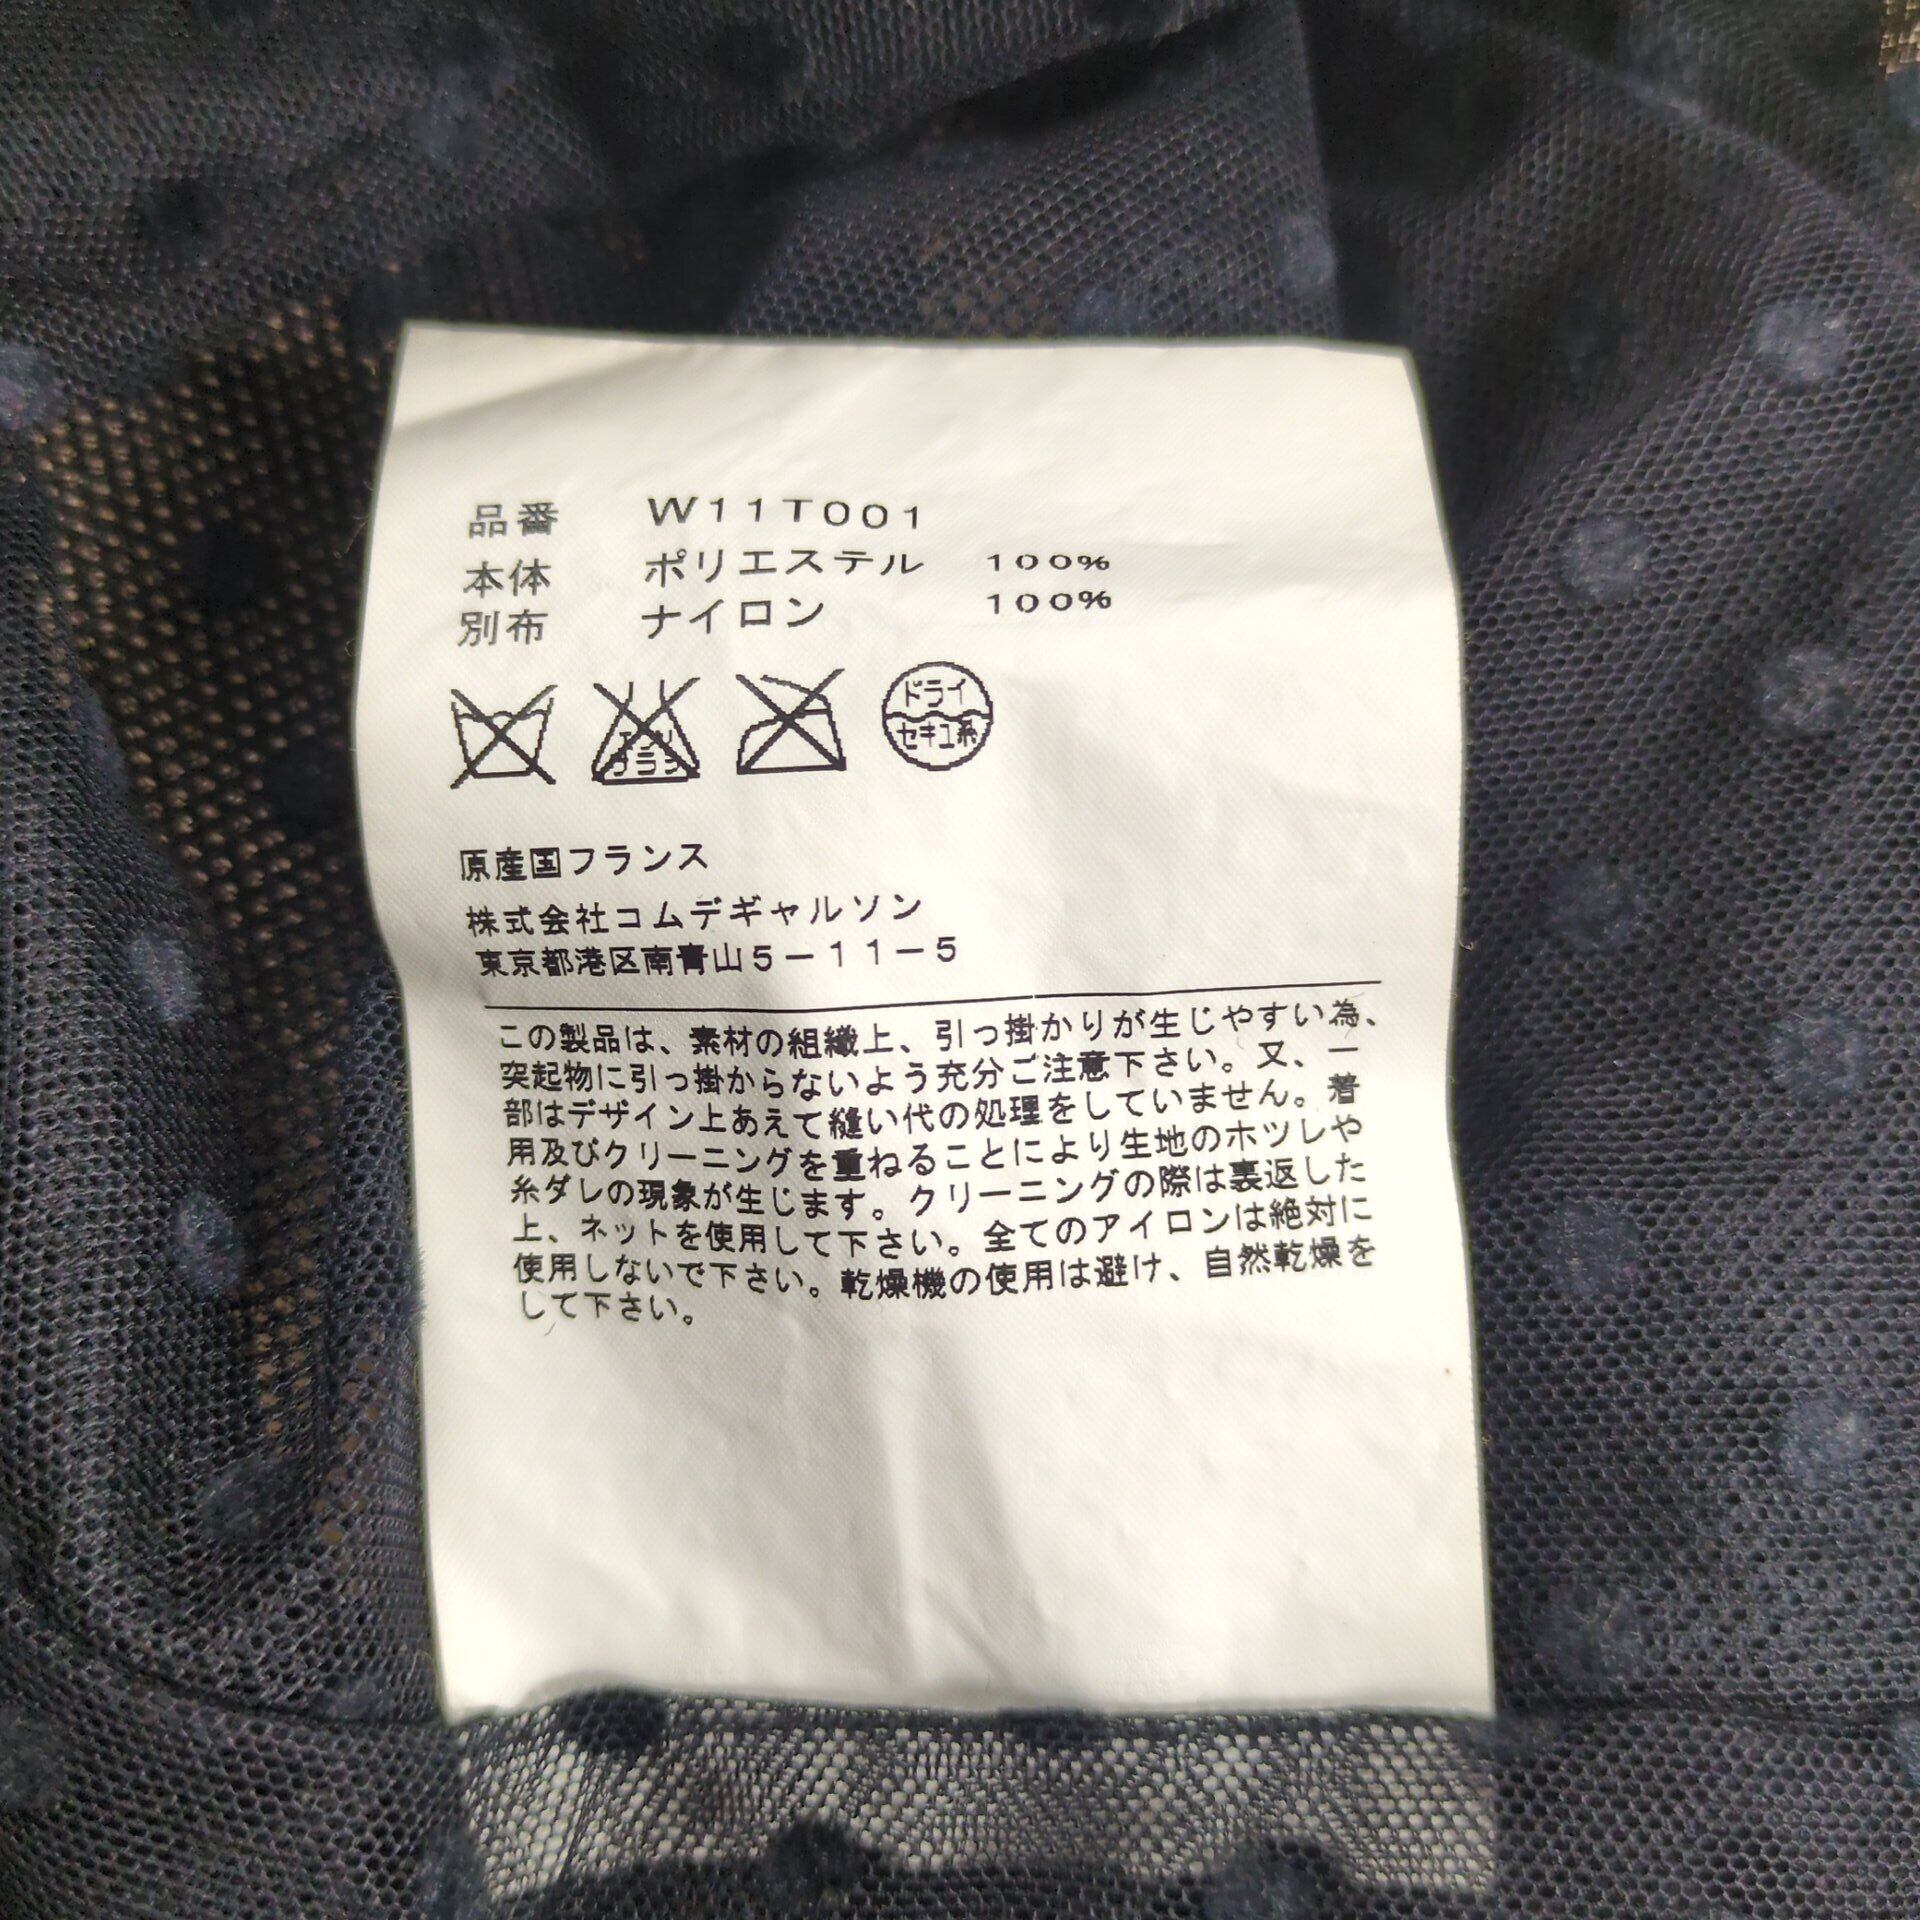 品番 W11T001
本体 ポリエステル 100%
別布 ナイロン 100%
エンソ
サラシ
ドライ
セキユ系
原産国フランス
株式会社コムデギャルソン
東京都港区南青山5-11-5
この製品は、素材の組織上、引っ掛かりが生じやすい為、
突起物に引っ掛からないよう充分ご注意下さい。又、一
部はデザイン上あえて縫い代の処理をしていません。着
用及びクリーニングを重ねることにより生地のホツレや
糸ダレの現象が生じます。クリーニングの際は裏返した
上、ネットを使用して下さい。全てのアイロンは絶対に
使用しないで下さい。乾燥機の使用は避け、自然乾燥を
して下さい。